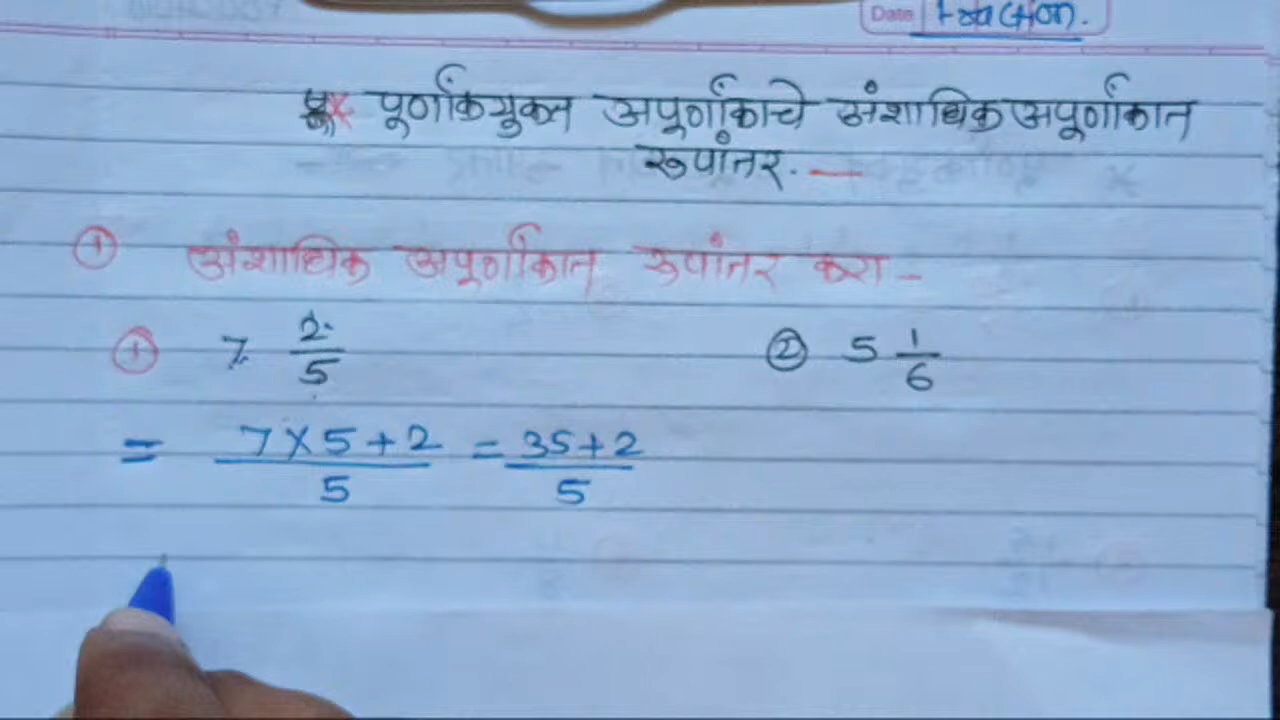 Date fraction.
पूर्णांकयुक्त अपूर्णांकाचे अंशाधिक अपूर्णांकात
रूपांतर. —
① अंशाधिक अपूर्णांकात रूपांतर करा -
① 7 2/5 ② 5 1/6
= 7×5+2/5 = 35+2/5